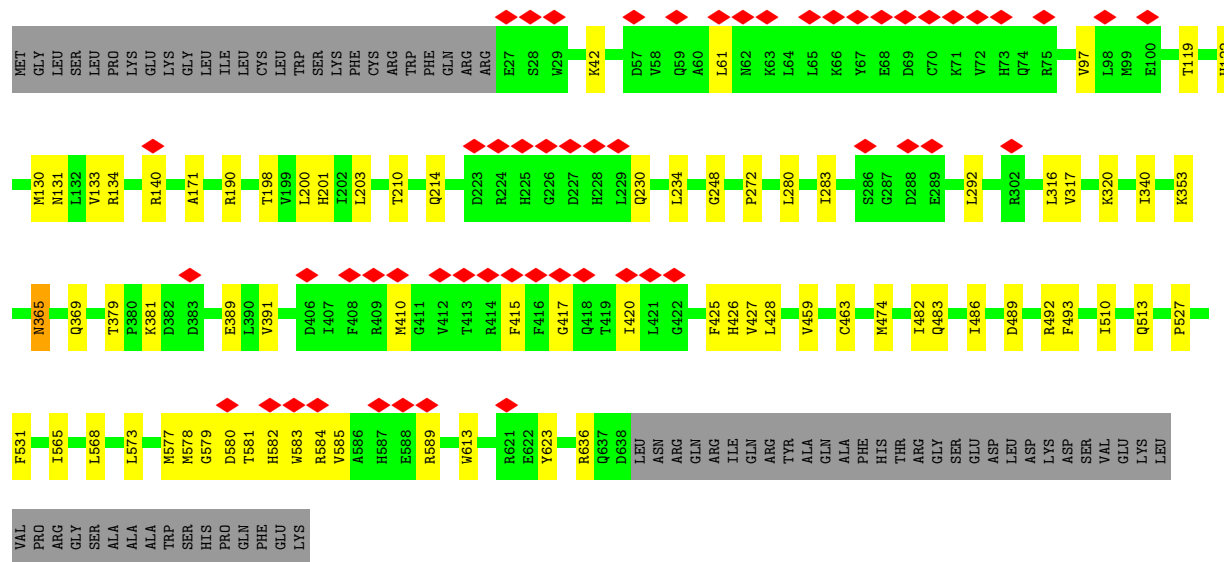 MET GLY LEU SER LEU PRO LYS GLU LYS GLY LEU ILE LEU CYS LEU TRP SER LYS PHE CYS ARG TRP PHE GLN ARG ARG E27 S28 W29 K42 D57 V58 Q59 A60 L61 N62 K63 L64 L65 K66 Y67 E68 D69 C70 K71 V72 H73 Q74 R75 V97 L98 M99 E100 T119
M130 N131 L132 V133 R134 R140 A171 R190 T198 V199 L200 H201 I202 L203 T210 Q214 D223 R224 H225 G226 D227 H228 L229 Q230 L234 G248 P272 L280 I283 S286 G287 D288 E289 L292 R302 L316 V317 K320 I340 K353
N365 Q369 T379 F380 K381 D382 D383 E389 L390 V391 D406 I407 F408 R409 M410 G411 V412 T413 R414 F415 F416 G417 Q418 T419 I420 L421 G422 F425 H426 V427 L428 V459 C463 M474 I482 Q483 I486 D489 R492 F493 I510 Q513 P527
F531 I565 L568 L573 M577 M578 G579 D580 T581 H582 W583 R584 V585 A586 H587 E588 R589 W613 R621 E622 Y623 R636 Q637 D638 LEU ASN ARG GLN ARG ILE GLN ARG TYR ALA GLN ALA PHE HIS THR ARG GLY SER GLU ASP LEU ASP LYS ASP SER VAL GLU LYS LEU
VAL PRO ARG GLY SER ALA ALA ALA TRP SER HIS PRO GLN PHE GLU LYS